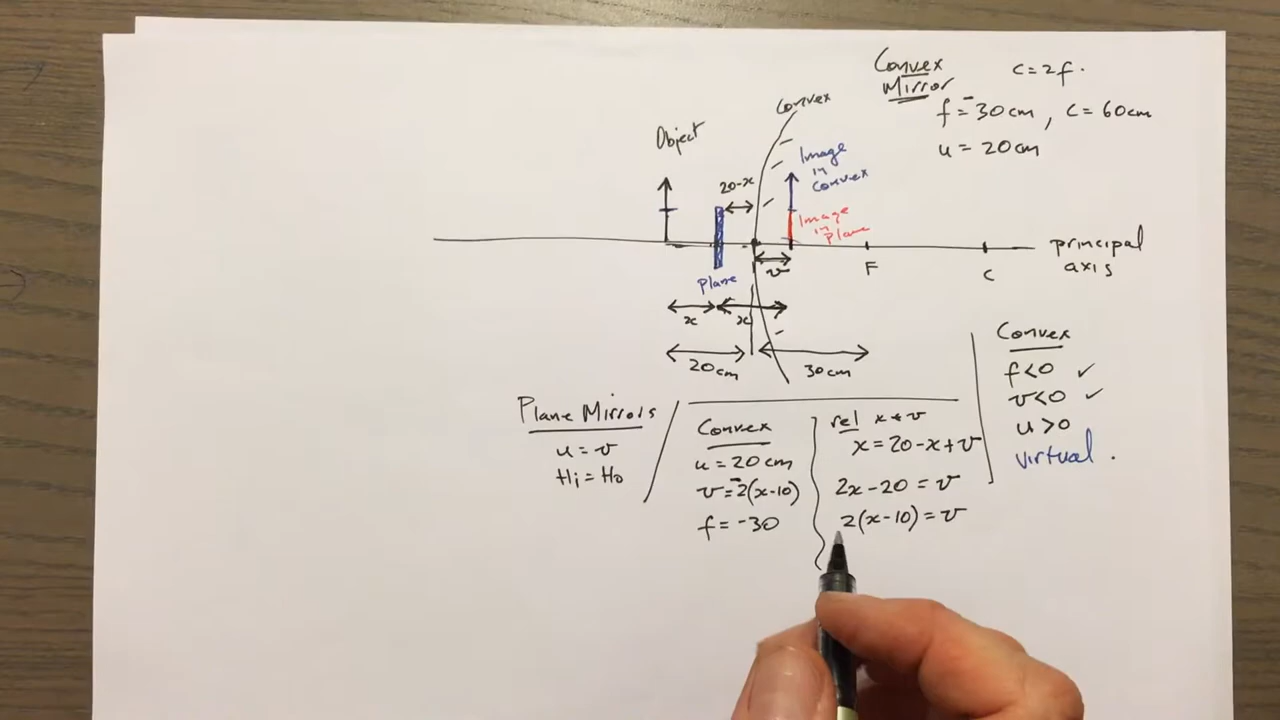 Convex
Mirror
c=2f.
f=-30cm, c=60cm
u=20cm
Convex
Object
20-x
Image
in
Convex
Image
in
Plane
principal
axis
v
F
C
Plane
x
x
20cm
30cm
Plane Mirrors
u=v
Hi=Ho
Convex
u=20cm
v=-2(x-10)
f=-30
rel x+v
x=20-x+v
2x-20=v
2(x-10)=v
Convex
f<0 ✓
v<0 ✓
u>0
virtual.